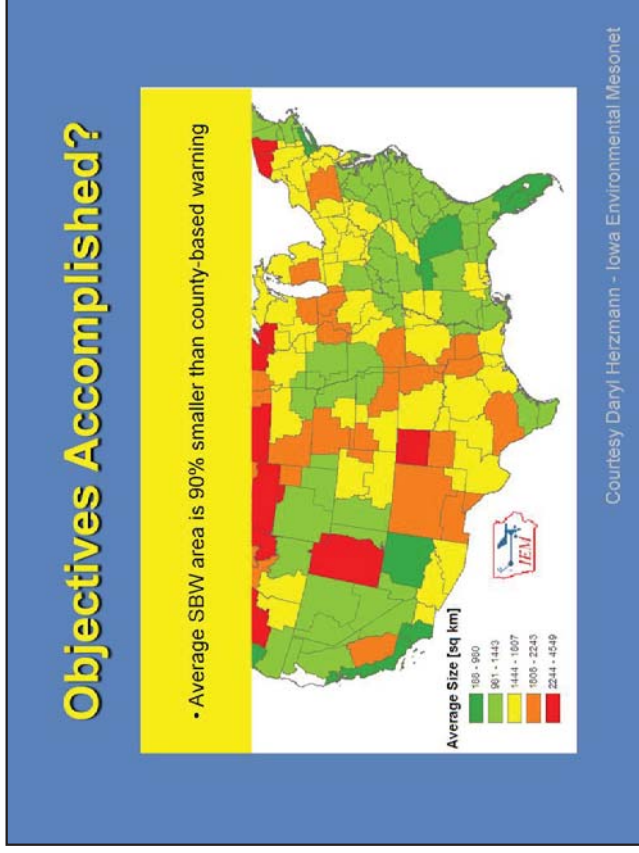 Objectives Accomplished?
• Average SBW area is 90% smaller than county-based warning
Average Size [sq km]
188 - 980
981 - 1443
1444 - 1807
1808 - 2243
2244 - 4549
IEM
Courtesy Daryl Herzmann - Iowa Environmental Mesonet